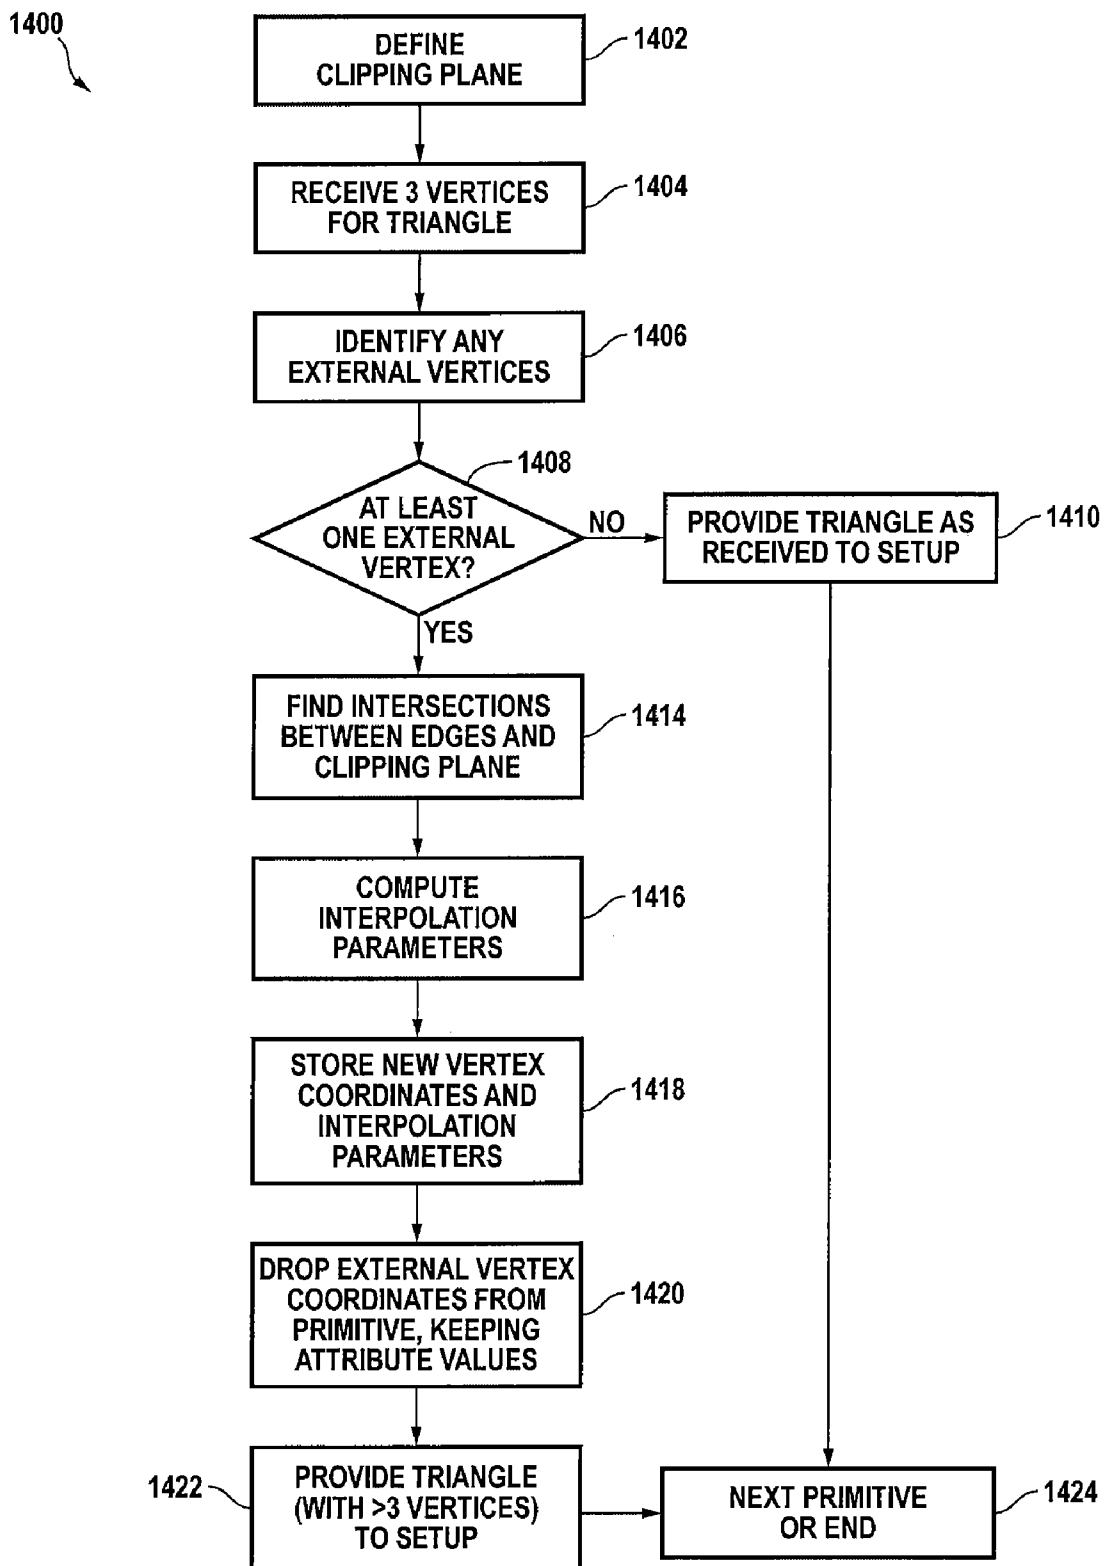 1400
DEFINE
CLIPPING PLANE
1402
RECEIVE 3 VERTICES
FOR TRIANGLE
1404
IDENTIFY ANY
EXTERNAL VERTICES
1406
1408
AT LEAST
ONE EXTERNAL
VERTEX?
NO
PROVIDE TRIANGLE AS
RECEIVED TO SETUP
1410
YES
FIND INTERSECTIONS
BETWEEN EDGES AND
CLIPPING PLANE
1414
COMPUTE
INTERPOLATION
PARAMETERS
1416
STORE NEW VERTEX
COORDINATES AND
INTERPOLATION
PARAMETERS
1418
DROP EXTERNAL VERTEX
COORDINATES FROM
PRIMITIVE, KEEPING
ATTRIBUTE VALUES
1420
1422
PROVIDE TRIANGLE
(WITH >3 VERTICES)
TO SETUP
NEXT PRIMITIVE
OR END
1424